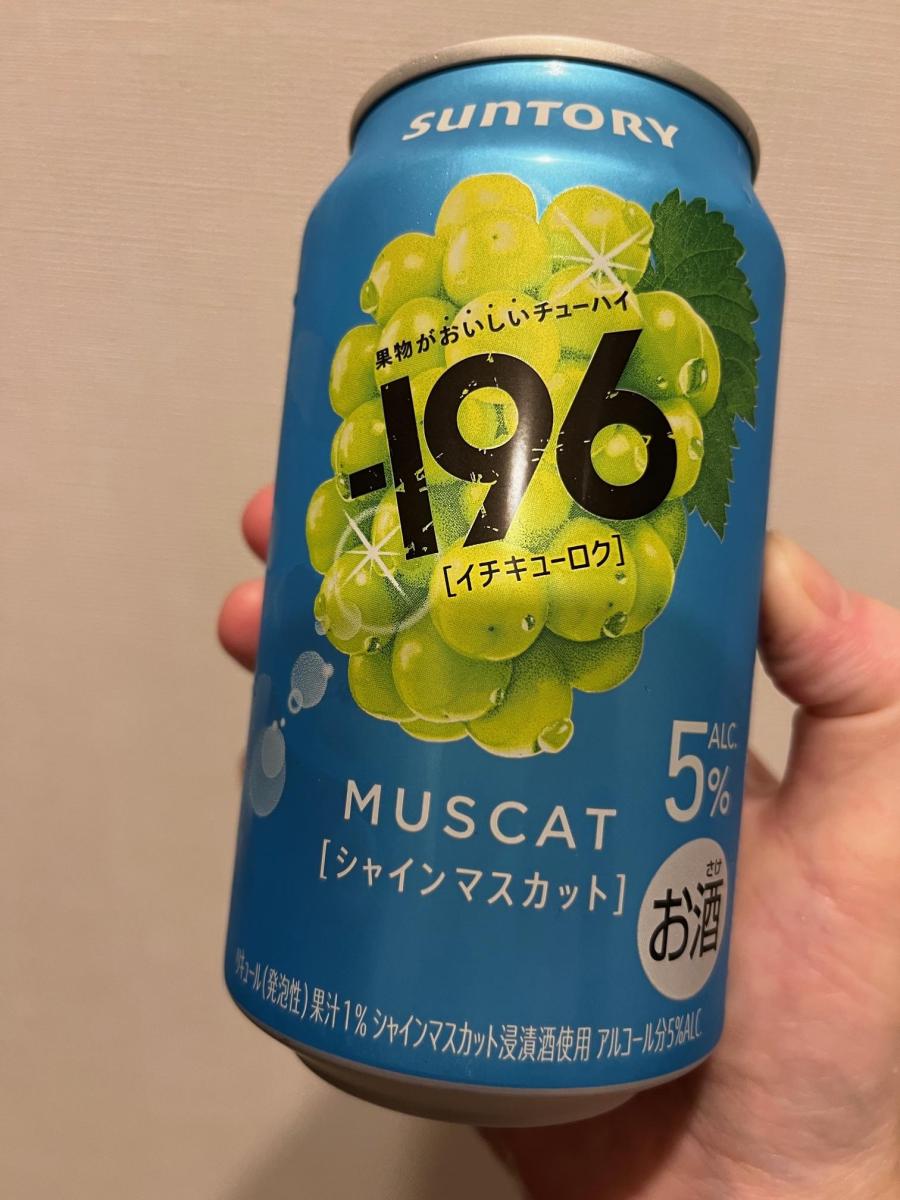 SUNTORY
果物がおいしいチューハイ
-196
[イチキューロク]
5%
ALC.
MUSCAT
[シャインマスカット]
さけ
お酒
リキュール(発泡性) 果汁1% シャインマスカット浸漬酒使用 アルコール分5%ALC.